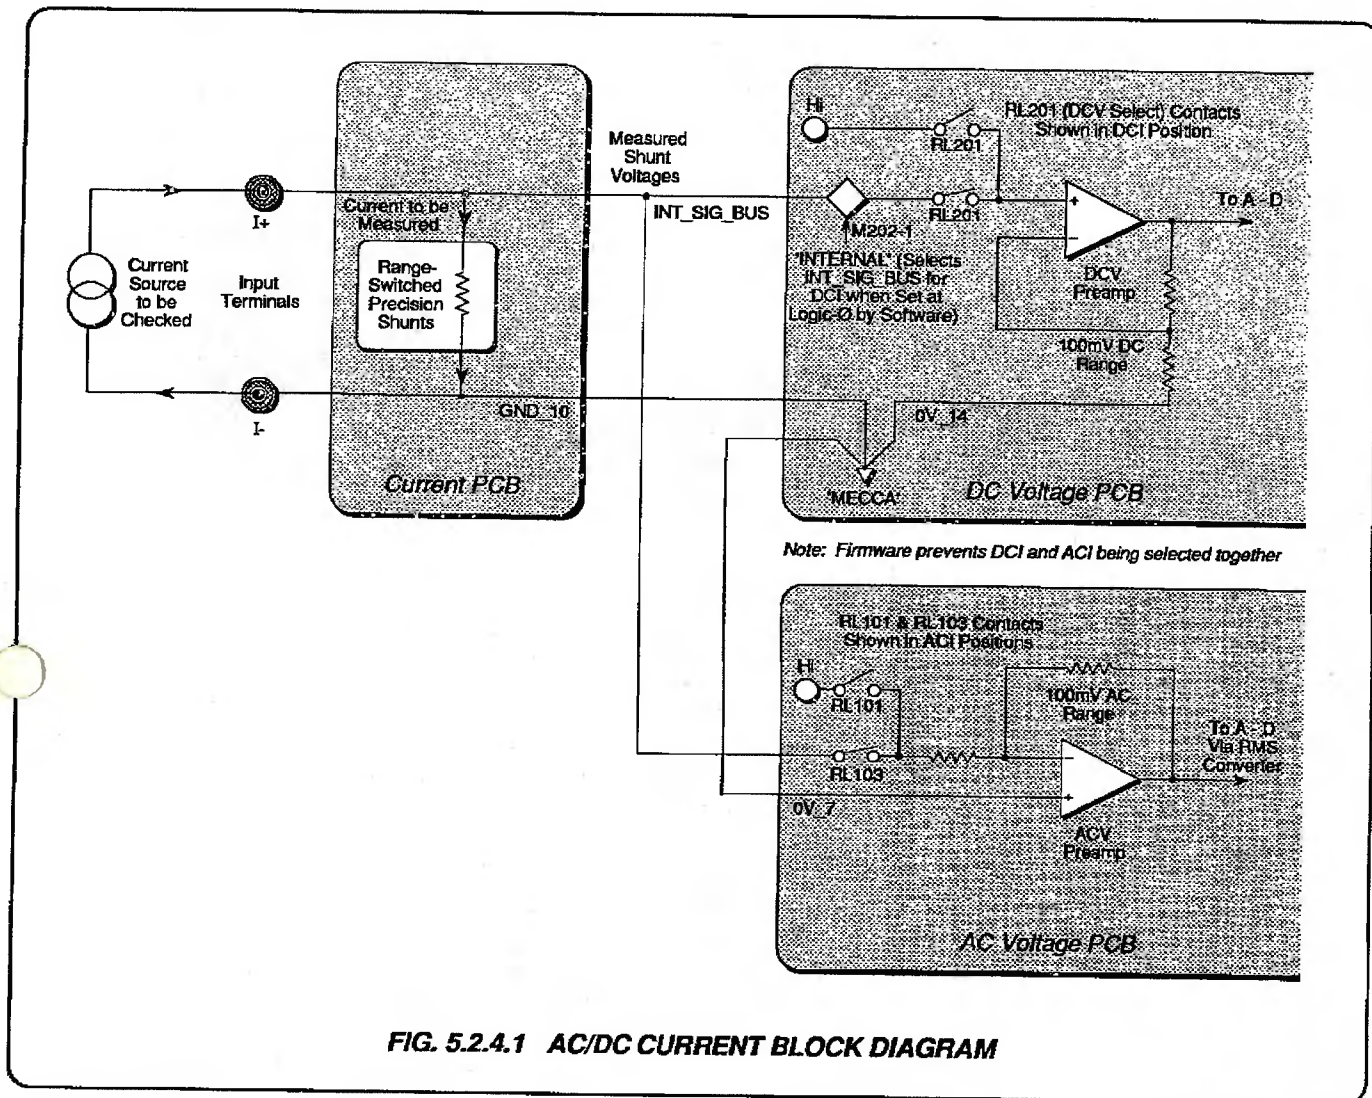 Current
Source
to be
Checked
I+
Input
Terminals
I-
Current to be
Measured
Range-
Switched
Precision
Shunts
GND_10
Current PCB
Measured
Shunt
Voltages
INT_SIG_BUS
Hi
RL201 (DCV Select) Contacts
Shown in DCI Position
RL201
RL201
M202-1
'INTERNAL' (Selects
INT_SIG_BUS for
DCI when Set at
Logic-Ø by Software)
+
-
DCV
Preamp
To A - D
100mV DC
Range
0V_14
'MECCA'
DC Voltage PCB
Note: Firmware prevents DCI and ACI being selected together
RL101 & RL103 Contacts
Shown in ACI Positions
Hi
RL101
RL103
0V_7
100mV AC
Range
-
+
ACV
Preamp
To A - D
Via RMS
Converter
AC Voltage PCB
FIG. 5.2.4.1 AC/DC CURRENT BLOCK DIAGRAM